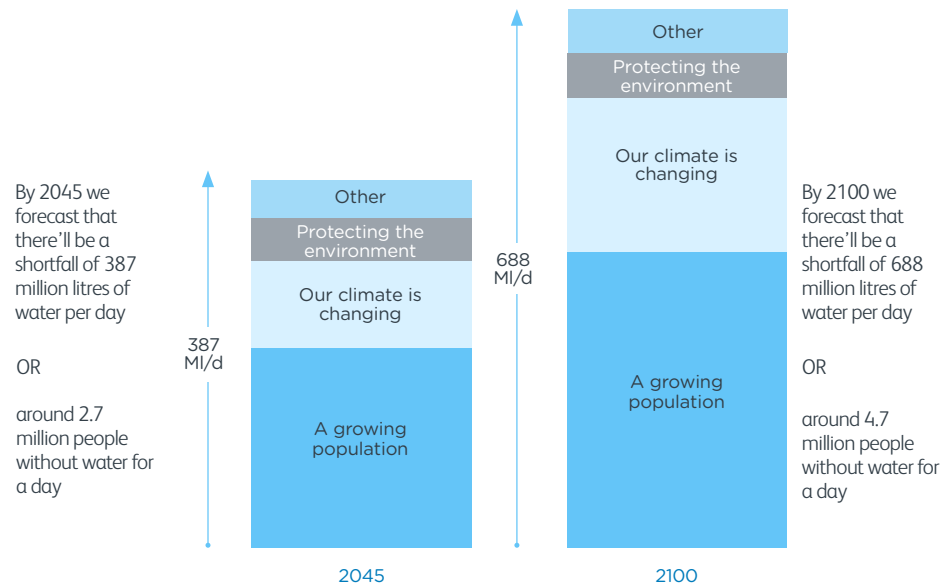 By 2045 we
forecast that
there'll be a
shortfall of 387
million litres of
water per day
OR
around 2.7
million people
without water for
a day
387
Ml/d
Other
Protecting the
environment
Our climate is
changing
A growing
population
2045
688
Ml/d
Other
Protecting the
environment
Our climate is
changing
A growing
population
2100
By 2100 we
forecast that
there'll be a
shortfall of 688
million litres of
water per day
OR
around 4.7
million people
without water for
a day